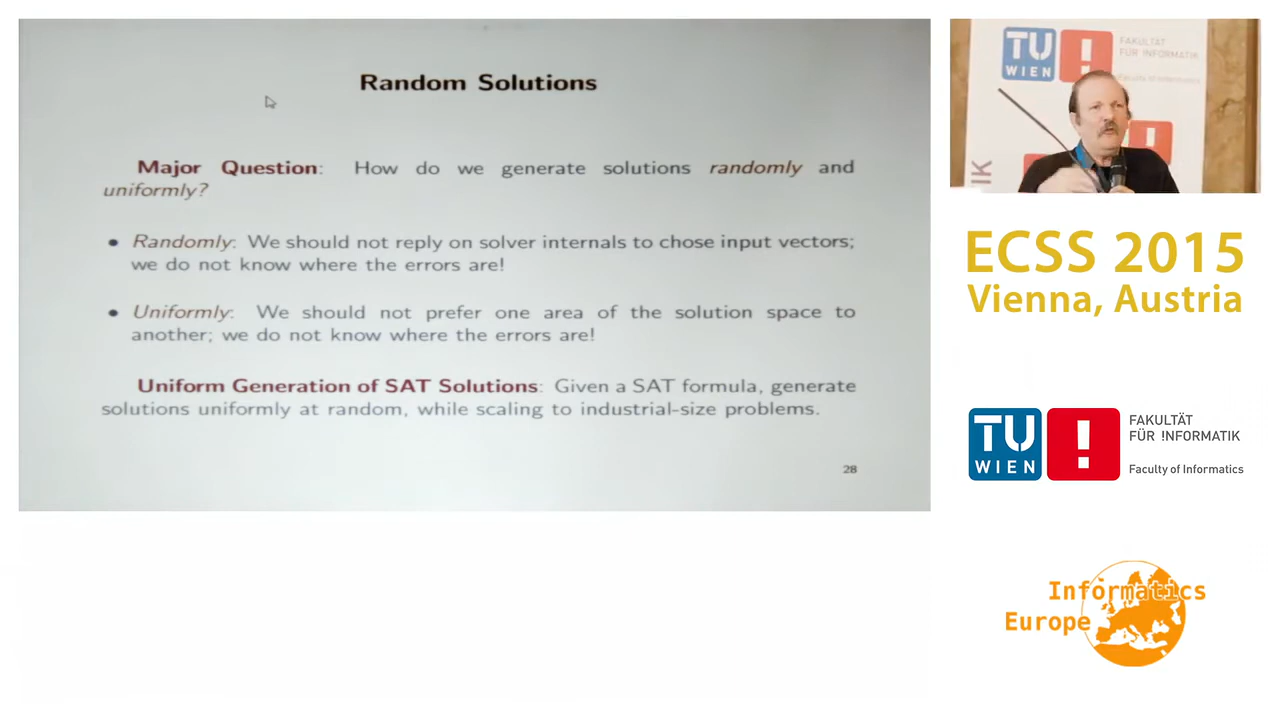 Random Solutions
Major Question: How do we generate solutions randomly and
uniformly?
• Randomly: We should not reply on solver internals to chose input vectors;
we do not know where the errors are!
• Uniformly: We should not prefer one area of the solution space to
another; we do not know where the errors are!
Uniform Generation of SAT Solutions: Given a SAT formula, generate
solutions uniformly at random, while scaling to industrial-size problems.
28
TU
WIEN
!
FAKULTÄT
FÜR !NFORMATIK
Faculty of Informatics
IK
ECSS 2015
Vienna, Austria
TU
WIEN
!
FAKULTÄT
FÜR !NFORMATIK
Faculty of Informatics
Informatics
Europe